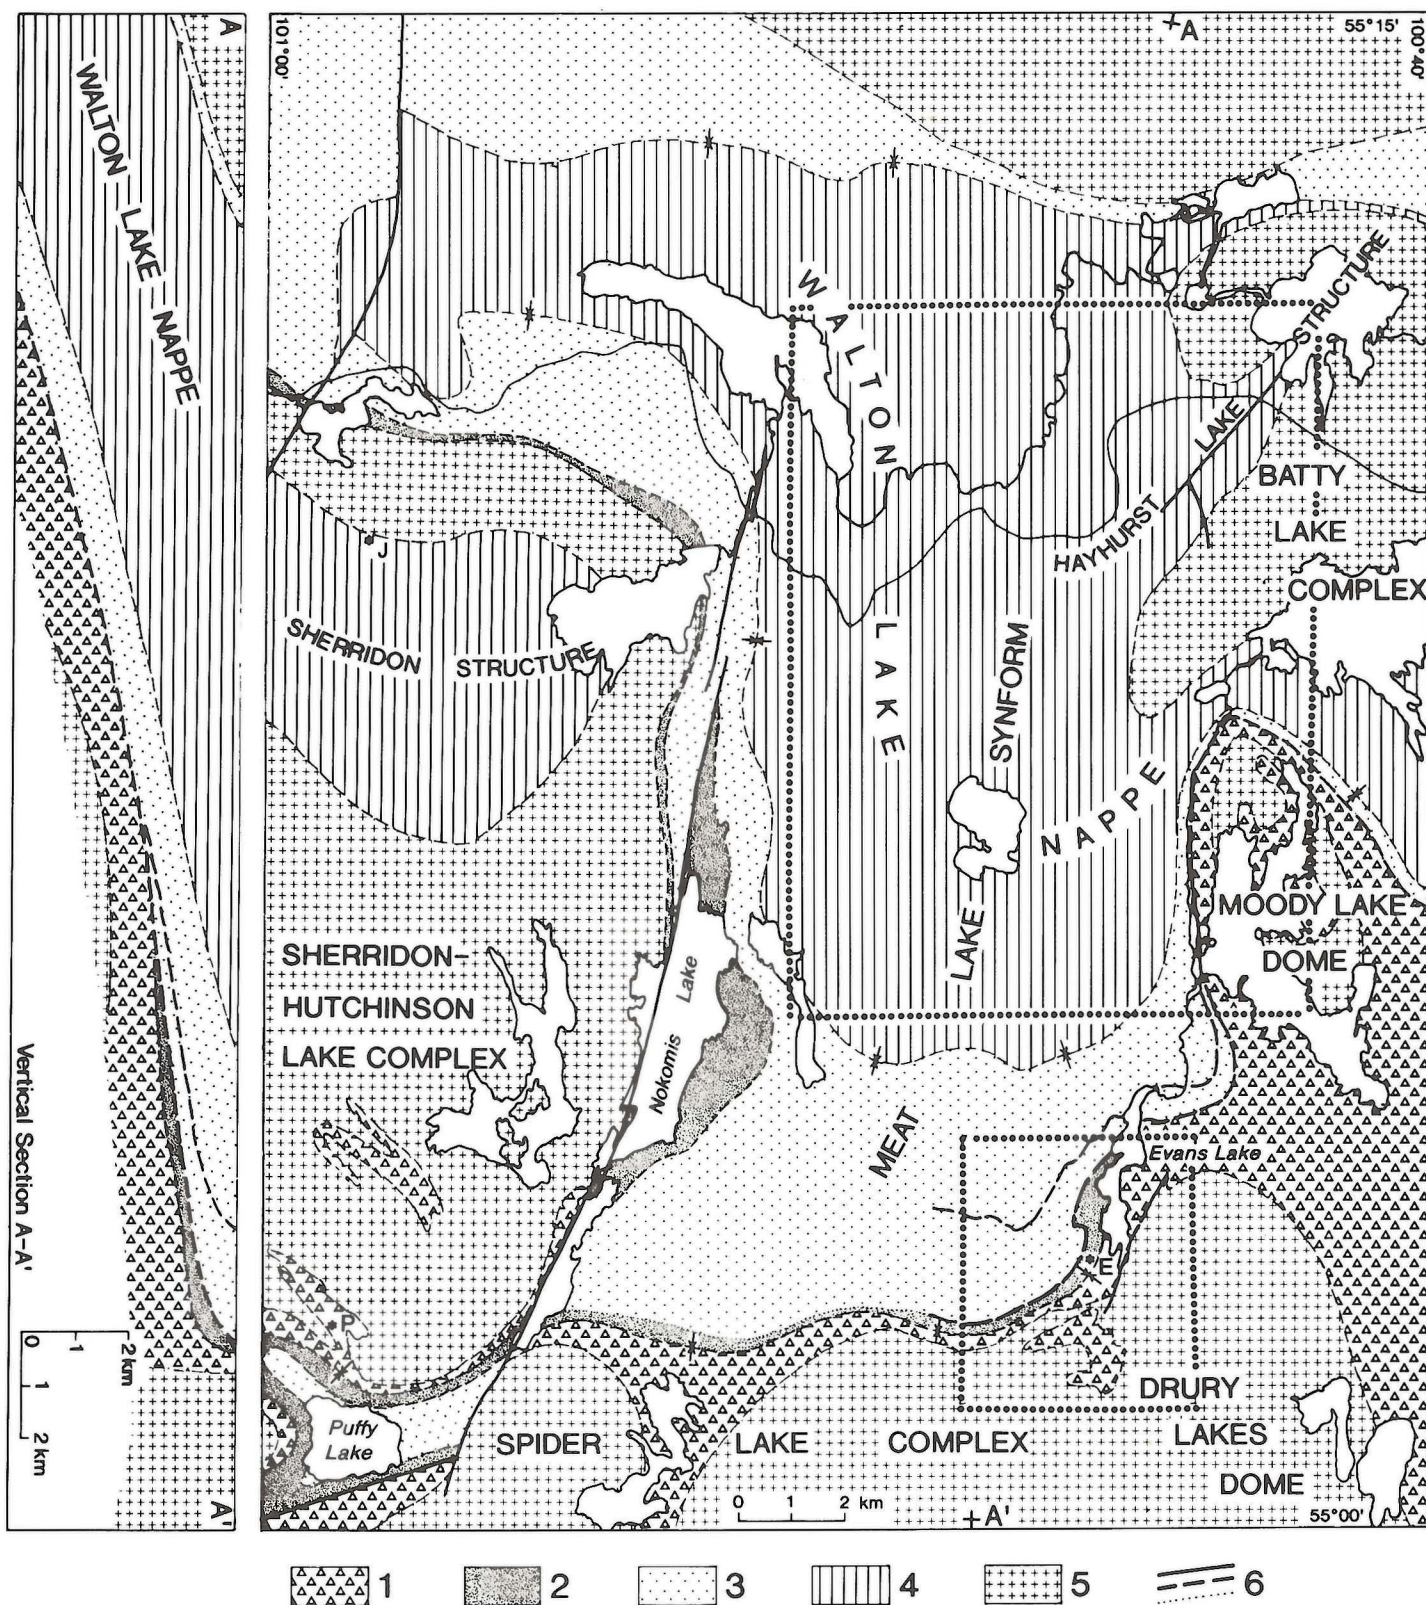 A
WALTON LAKE NAPPE
Vertical Section A-A'
0 1 2 km
1
2 km
A'
101°00'
A
55°15'
100°40'
WALTON LAKE
NAPPE
STRUCTURE
LAKE
HAYHURST
BATTY
LAKE
COMPLEX
J
SHERRIDON STRUCTURE
SYNFORM
LAKE
MEAT
MOODY LAKE
DOME
SHERRIDON–
HUTCHINSON
LAKE COMPLEX
Nokomis Lake
Evans Lake
E
P
Puffy
Lake
SPIDER LAKE COMPLEX
DRURY
LAKES
DOME
0 1 2 km
A'
55°00'
1 2 3 4 5 6